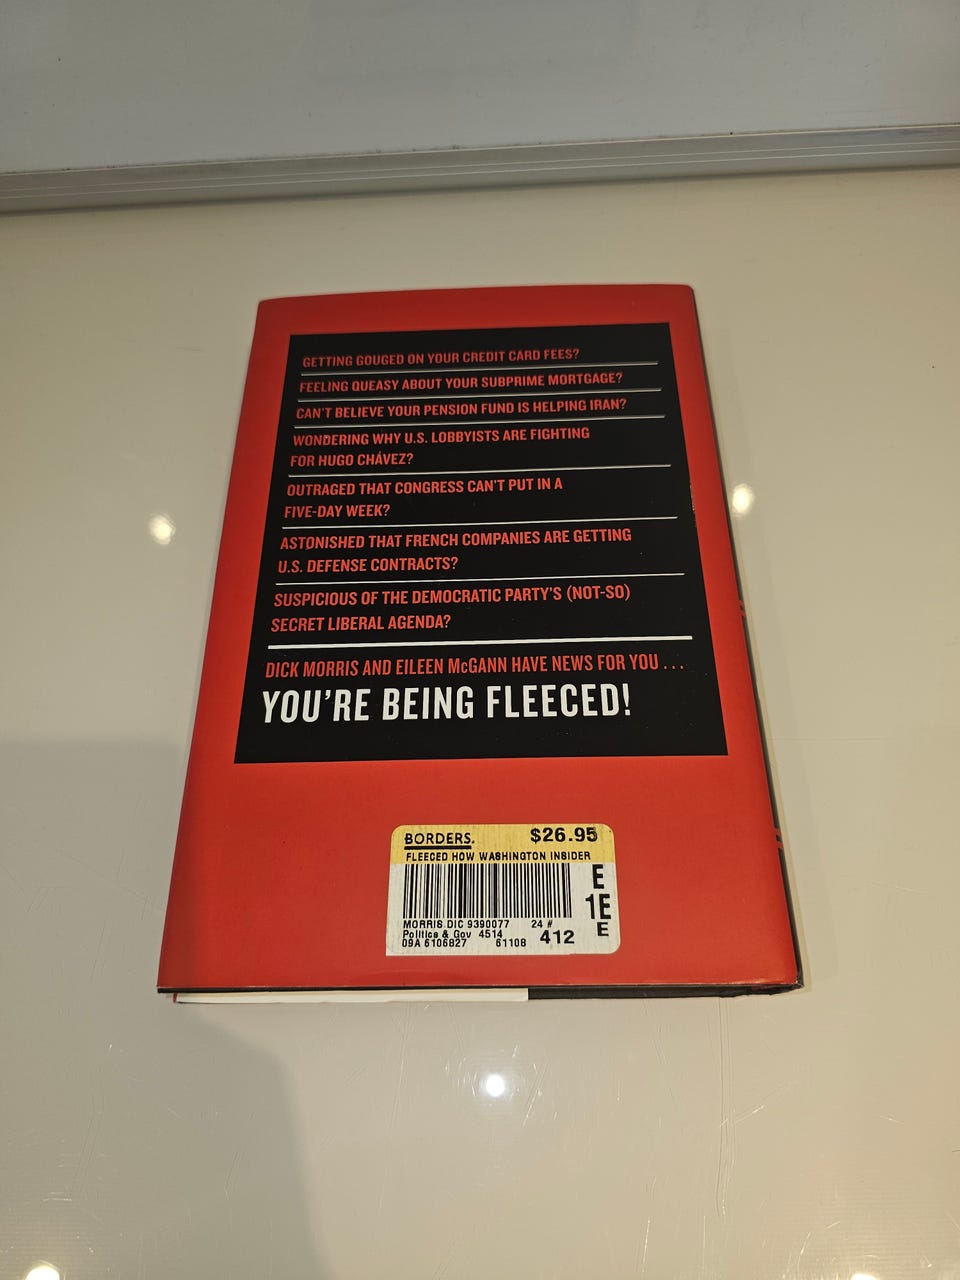 GETTING GOUGED ON YOUR CREDIT CARD FEES?
FEELING QUEASY ABOUT YOUR SUBPRIME MORTGAGE?
CAN'T BELIEVE YOUR PENSION FUND IS HELPING IRAN?
WONDERING WHY U.S. LOBBYISTS ARE FIGHTING
FOR HUGO CHÁVEZ?
OUTRAGED THAT CONGRESS CAN'T PUT IN A
FIVE-DAY WEEK?
ASTONISHED THAT FRENCH COMPANIES ARE GETTING
U.S. DEFENSE CONTRACTS?
SUSPICIOUS OF THE DEMOCRATIC PARTY'S (NOT-SO)
SECRET LIBERAL AGENDA?
DICK MORRIS AND EILEEN McGANN HAVE NEWS FOR YOU . . .
YOU'RE BEING FLEECED!
BORDERS. $26.95
FLEECED HOW WASHINGTON INSIDER
E
1E
E
MORRIS.DIC 9390077 24 #
Politics & Gov 4514
09A 6106827 61108 412